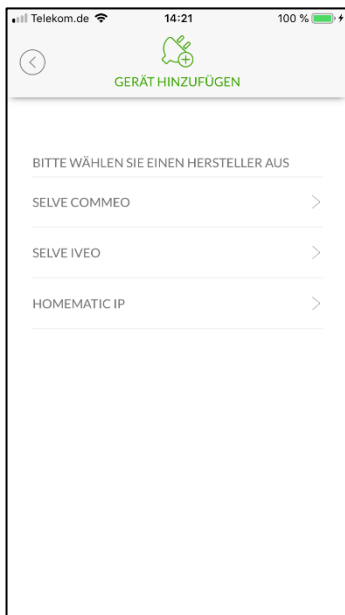 Telekom.de 14:21 100 %
GERÄT HINZUFÜGEN
BITTE WÄHLEN SIE EINEN HERSTELLER AUS
SELVE COMMEO
SELVE IVEO
HOMEMATIC IP